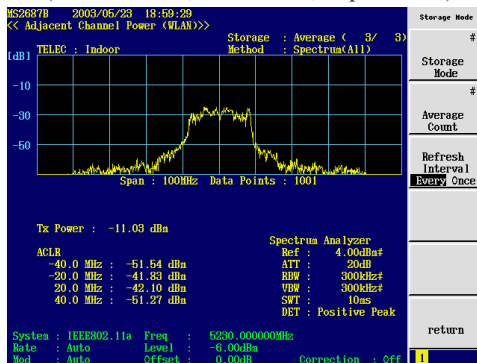 MS2687B 2003/05/23 18:59:29
<< Adjacent Channel Power (WLAN)>>
Storage : Average ( 3/ 3)
TELEC : Indoor Method : Spectrum(All)
[dB]
-10
-30
-50
Span : 100MHz Data Points : 1001
Tx Power : -11.03 dBm
ACLR
-40.0 MHz : -51.54 dBm
-20.0 MHz : -41.83 dBm
20.0 MHz : -42.10 dBm
40.0 MHz : -51.27 dBm
Spectrum Analyzer
Ref : 4.00dBm#
ATT : 20dB
RBW : 300kHz#
VBW : 300kHz#
SWT : 10ms
DET : Positive Peak
System : IEEE802.11a Freq : 5230.000000MHz
Rate : Auto Level : -6.00dBm
Mod : Auto Offset : 0.00dB Correction : Off
Storage Mode
#
Storage
Mode
#
Average
Count
Refresh
Interval
Every Once
return
1